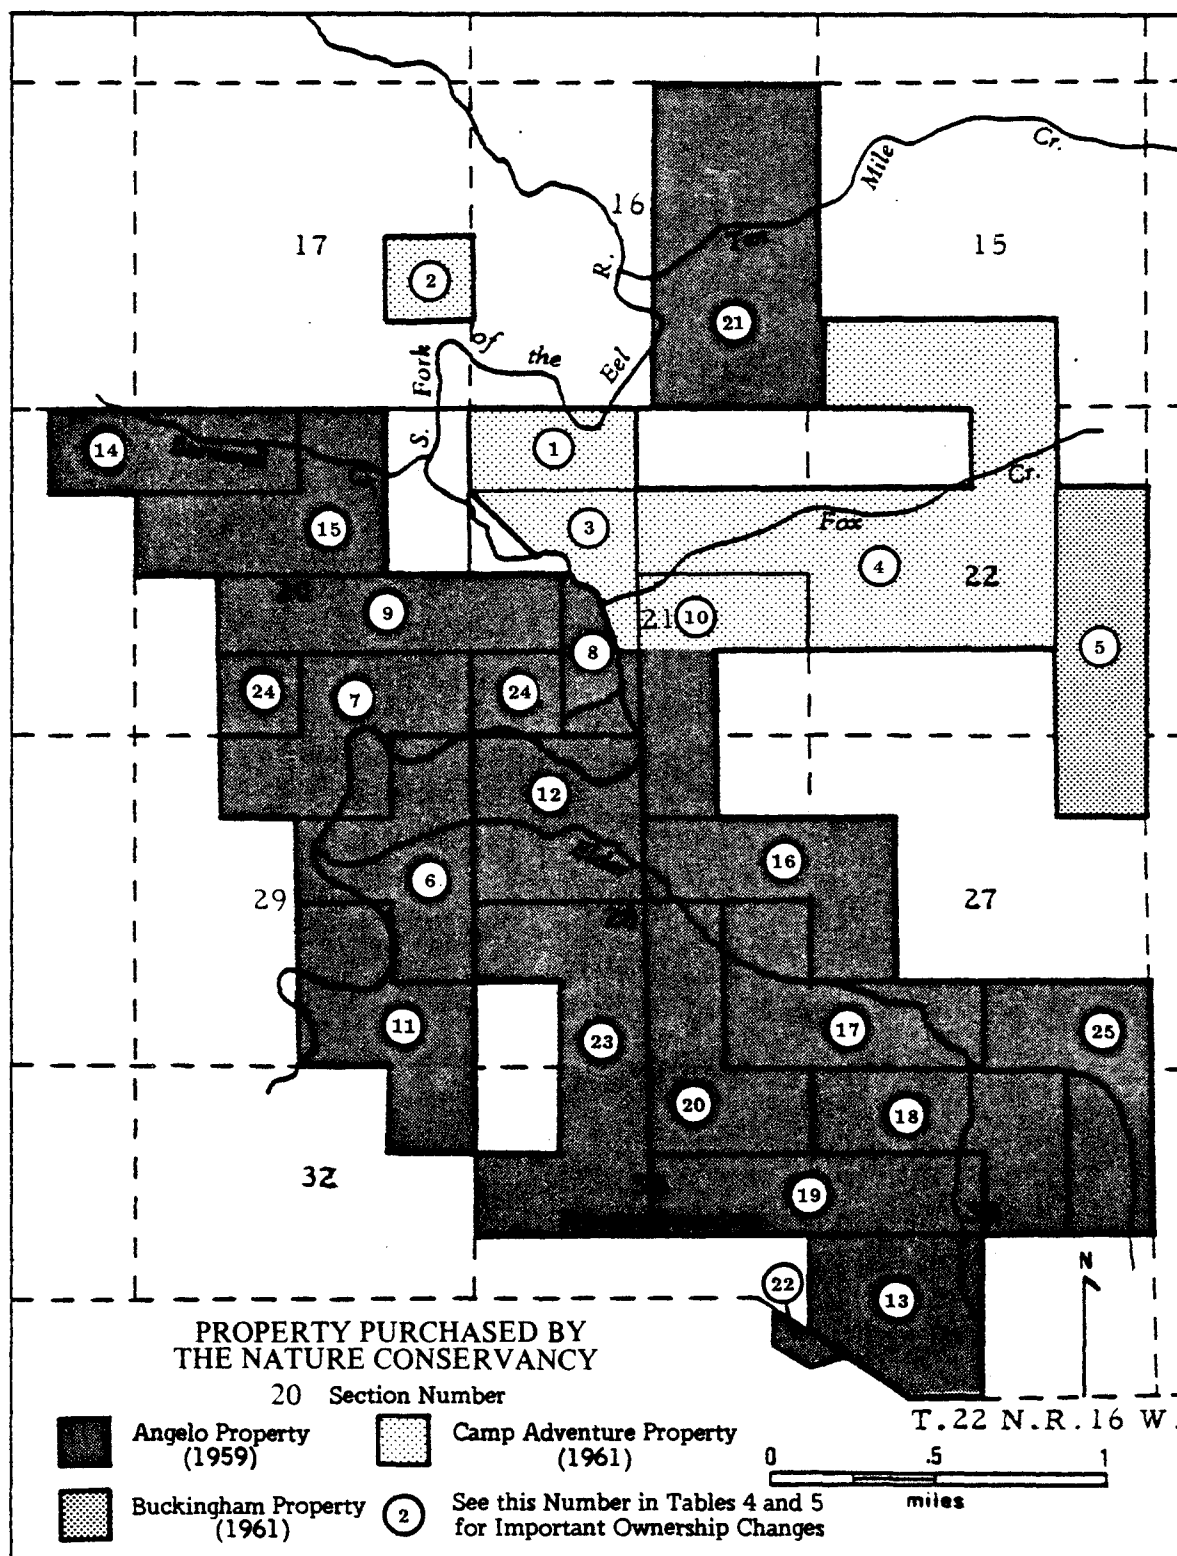 Cr.
Mile
16
17
15
R.
Ten
2
21
of
the
Fork
Eel
S.
14
1
Cr.
15
3
Fox
4
22
20
9
21
10
8
5
24
7
24
12
16
6
29
27
28
11
17
25
23
20
18
32
19
22
N
13
PROPERTY PURCHASED BY
THE NATURE CONSERVANCY
20 Section Number
T.22 N.R.16 W.
Angelo Property
(1959)
Camp Adventure Property
(1961)
0 .5 1
miles
Buckingham Property
(1961)
2
See this Number in Tables 4 and 5
for Important Ownership Changes